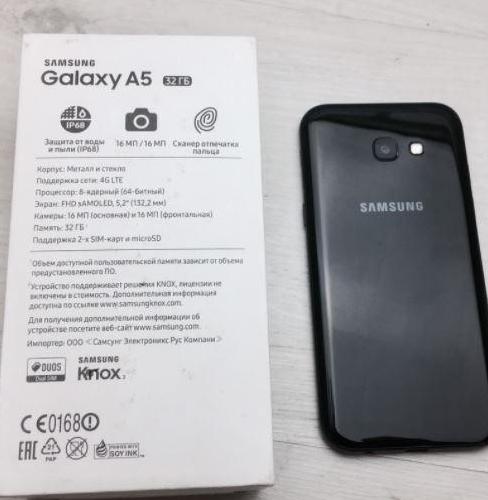 SAMSUNG
Galaxy A5 32 ГБ
IP68
Защита от воды
и пыли (IP68)
16 МП / 16 МП
Сканер отпечатка
пальца
Корпус: Металл и стекло
Поддержка сети: 4G LTE
Процессор: 8-ядерный (64-битный)
Экран: FHD sAMOLED, 5,2" (132,2 мм)
Камеры: 16 МП (основная) и 16 МП (фронтальная)
Память: 32 ГБ
Поддержка 2-х SIM-карт и microSD
Объем доступной пользовательской памяти зависит от объема
предустановленного ПО.
Устройство поддерживает решения KNOX, лицензии не
включены в стоимость. Дополнительная информация
доступна по ссылке www.samsungknox.com.
Для получения дополнительной информации об
устройстве посетите веб-сайт www.samsung.com.
Импортер: ООО «Самсунг Электроникс Рус Компани»
DUOS
Dual SIM
SAMSUNG
Knox
CE0168
EAC
21
PAP
PRINTED WITH
SOY INK
SAMSUNG